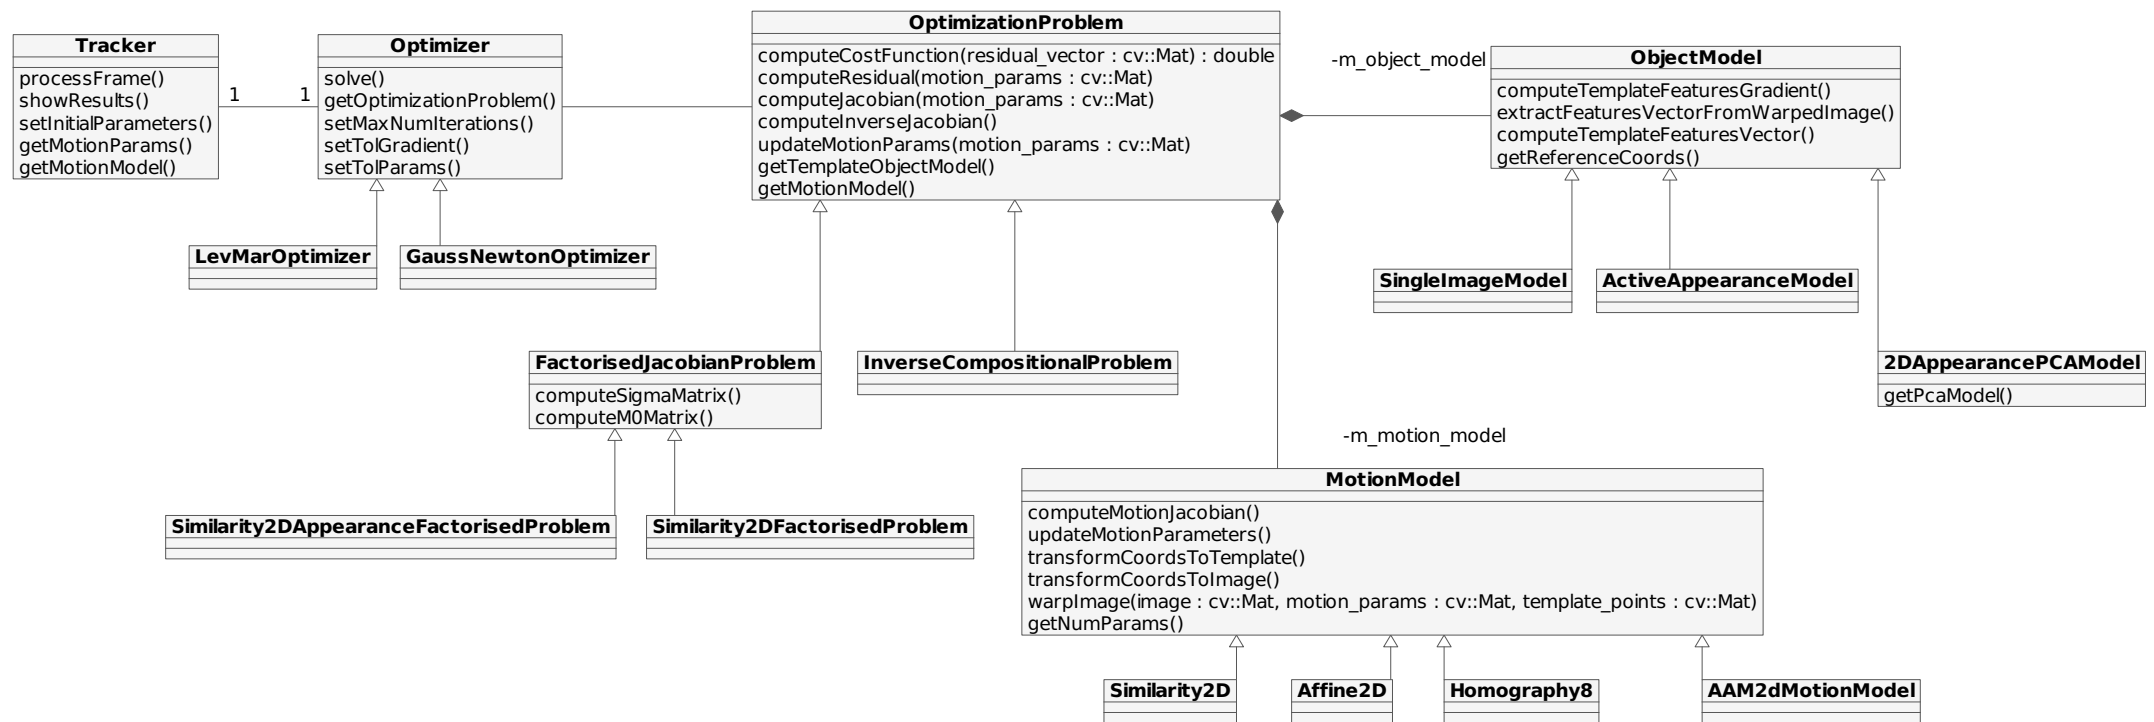 Tracker
processFrame()
showResults()
setInitialParameters()
getMotionParams()
getMotionModel()
1
1
Optimizer
solve()
getOptimizationProblem()
setMaxNumIterations()
setTolGradient()
setTolParams()
OptimizationProblem
computeCostFunction(residual_vector : cv::Mat) : double
computeResidual(motion_params : cv::Mat)
computeJacobian(motion_params : cv::Mat)
computeInverseJacobian()
updateMotionParams(motion_params : cv::Mat)
getTemplateObjectModel()
getMotionModel()
-m_object_model
ObjectModel
computeTemplateFeaturesGradient()
extractFeaturesVectorFromWarpedImage()
computeTemplateFeaturesVector()
getReferenceCoords()
LevMarOptimizer
GaussNewtonOptimizer
SingleImageModel
ActiveAppearanceModel
FactorisedJacobianProblem
computeSigmaMatrix()
computeM0Matrix()
InverseCompositionalProblem
2DAppearancePCAModel
getPcaModel()
-m_motion_model
Similarity2DAppearanceFactorisedProblem
Similarity2DFactorisedProblem
MotionModel
computeMotionJacobian()
updateMotionParameters()
transformCoordsToTemplate()
transformCoordsToImage()
warpImage(image : cv::Mat, motion_params : cv::Mat, template_points : cv::Mat)
getNumParams()
Similarity2D
Affine2D
Homography8
AAM2dMotionModel